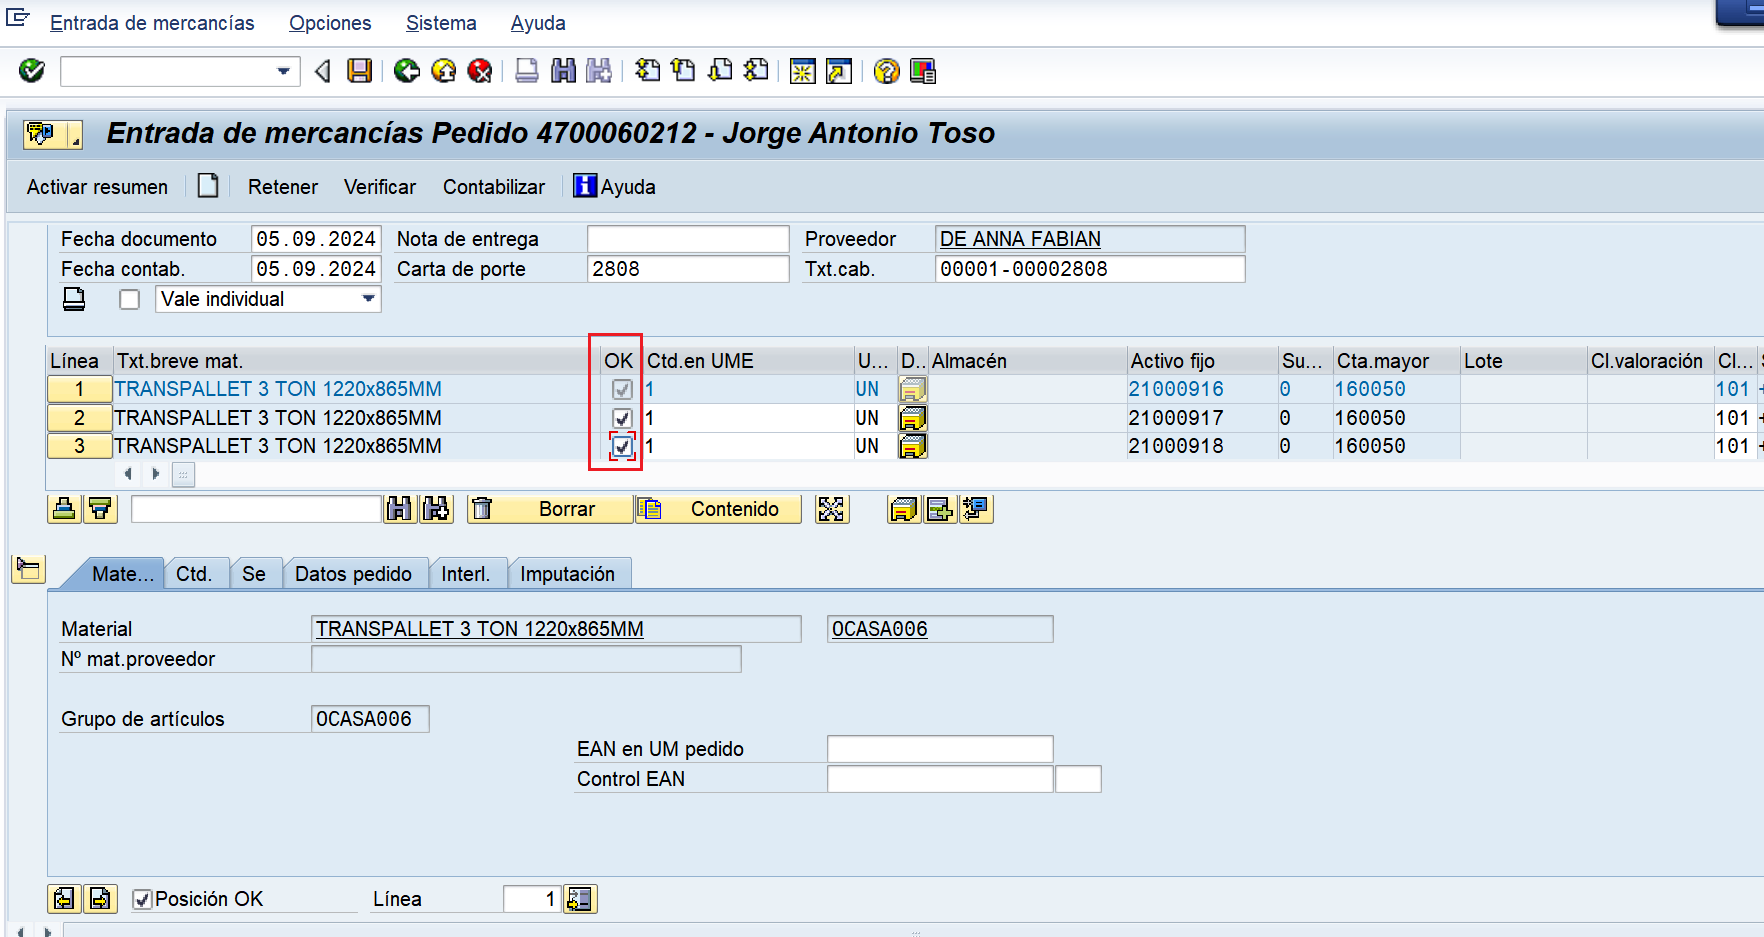 Entrada de mercancías Opciones Sistema Ayuda
Entrada de mercancías Pedido 4700060212 - Jorge Antonio Toso
Activar resumen Retener Verificar Contabilizar Ayuda
Fecha documento 05.09.2024 Nota de entrega Proveedor DE ANNA FABIAN
Fecha contab. 05.09.2024 Carta de porte 2808 Txt.cab. 00001-00002808
Vale individual
Línea Txt.breve mat. OK Ctd.en UME U... D.. Almacén Activo fijo Su... Cta.mayor Lote Cl.valoración Cl...
1 TRANSPALLET 3 TON 1220x865MM 1 UN 21000916 0 160050 101 +
2 TRANSPALLET 3 TON 1220x865MM 1 UN 21000917 0 160050 101 +
3 TRANSPALLET 3 TON 1220x865MM 1 UN 21000918 0 160050 101 +
Borrar Contenido
Mate... Ctd. Se Datos pedido Interl. Imputación
Material TRANSPALLET 3 TON 1220x865MM OCASA006
Nº mat.proveedor
Grupo de artículos OCASA006
EAN en UM pedido
Control EAN
Posición OK Línea 1